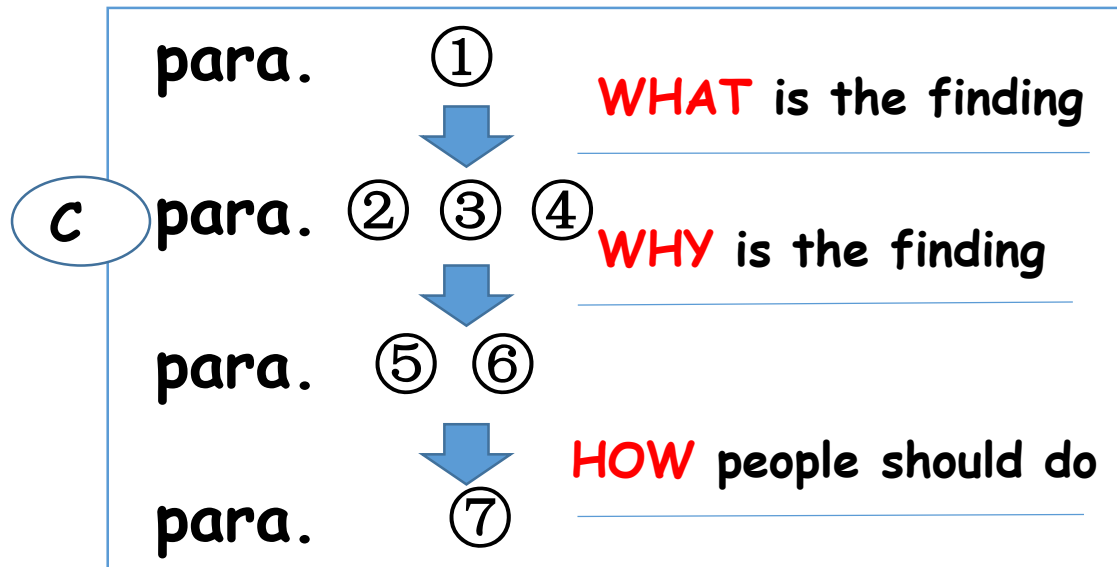 para. ①
WHAT is the finding
C para. ② ③ ④
WHY is the finding
para. ⑤ ⑥
HOW people should do
para. ⑦